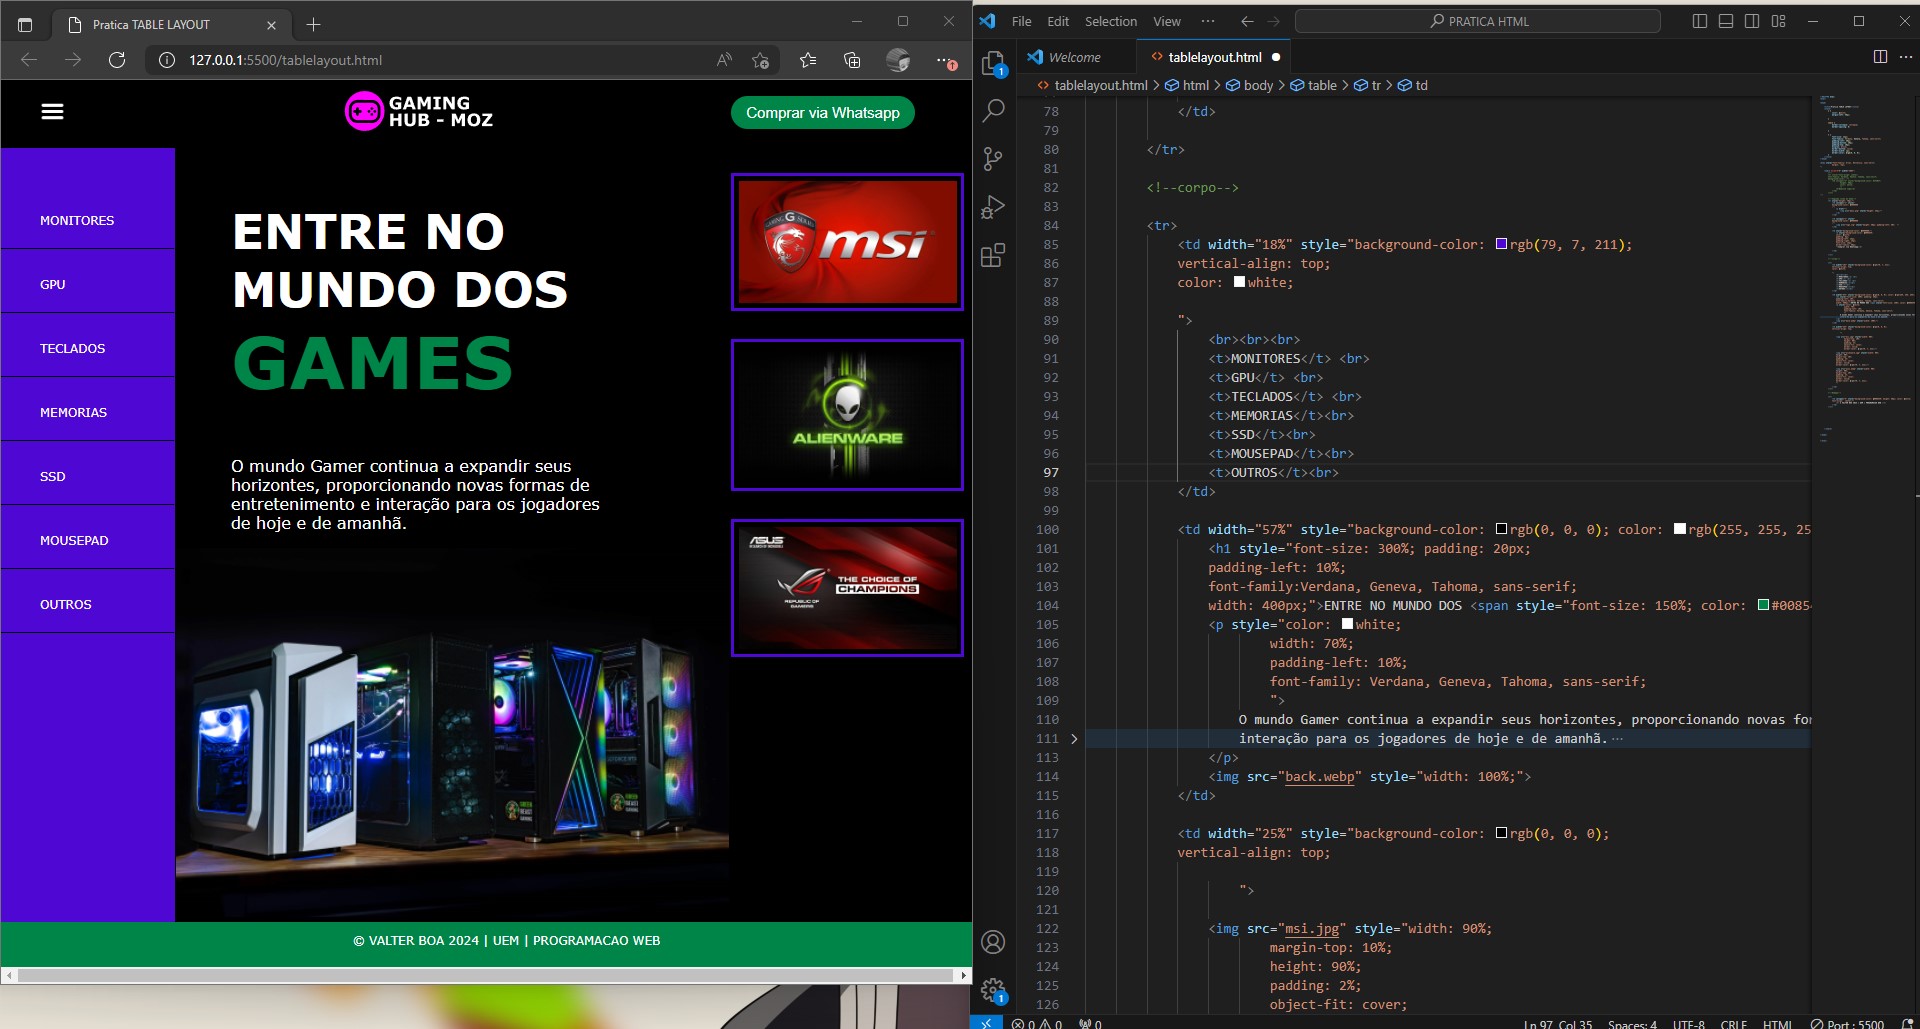 Pratica TABLE LAYOUT
127.0.0.1:5500/tablelayout.html
GAMING
HUB - MOZ
Comprar via Whatsapp
MONITORES
GPU
TECLADOS
MEMORIAS
SSD
MOUSEPAD
OUTROS
ENTRE NO
MUNDO DOS
GAMES
O mundo Gamer continua a expandir seus
horizontes, proporcionando novas formas de
entretenimento e interação para os jogadores
de hoje e de amanhã.
GAMING G SERIES
msi
ALIENWARE
ASUS
REPUBLIC OF
GAMERS
THE CHOICE OF
CHAMPIONS
© VALTER BOA 2024 | UEM | PROGRAMACAO WEB
File Edit Selection View ···
PRATICA HTML
Welcome
tablelayout.html
tablelayout.html > html > body > table > tr > td
78 </td>
79
80 </tr>
81
82 <!--corpo-->
83
84 <tr>
85 <td width="18%" style="background-color: rgb(79, 7, 211);
86 vertical-align: top;
87 color: white;
88
89 ">
90 <br><br><br>
91 <t>MONITORES</t> <br>
92 <t>GPU</t> <br>
93 <t>TECLADOS</t> <br>
94 <t>MEMORIAS</t><br>
95 <t>SSD</t><br>
96 <t>MOUSEPAD</t><br>
97 <t>OUTROS</t><br>
98 </td>
99
100 <td width="57%" style="background-color: rgb(0, 0, 0); color: rgb(255, 255, 25
101 <h1 style="font-size: 300%; padding: 20px;
102 padding-left: 10%;
103 font-family:Verdana, Geneva, Tahoma, sans-serif;
104 width: 400px;">ENTRE NO MUNDO DOS <span style="font-size: 150%; color: #0085
105 <p style="color: white;
106 width: 70%;
107 padding-left: 10%;
108 font-family: Verdana, Geneva, Tahoma, sans-serif;
109 ">
110 O mundo Gamer continua a expandir seus horizontes, proporcionando novas for
111 interação para os jogadores de hoje e de amanhã. ···
113 </p>
114 <img src="back.webp" style="width: 100%;">
115 </td>
116
117 <td width="25%" style="background-color: rgb(0, 0, 0);
118 vertical-align: top;
119
120 ">
121
122 <img src="msi.jpg" style="width: 90%;
123 margin-top: 10%;
124 height: 90%;
125 padding: 2%;
126 object-fit: cover;
0 0 0
Ln 97, Col 35 Spaces: 4 UTF-8 CRLF HTML Port : 5500